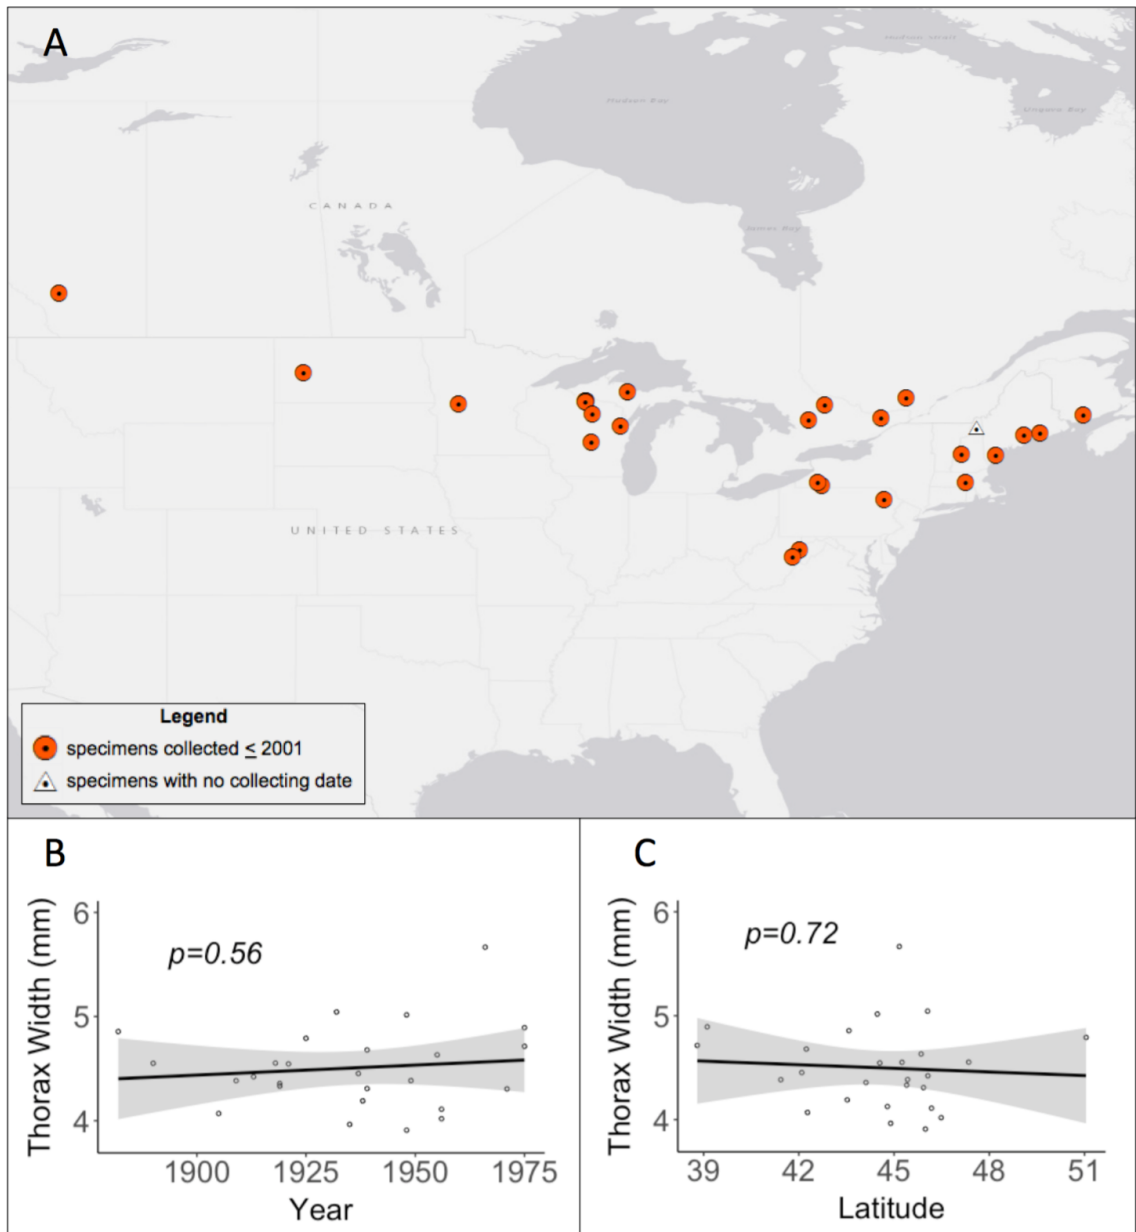 A
Hudson Bay
Ungava Bay
CANADA
James Bay
UNITED STATES
Legend
specimens collected ≤ 2001
specimens with no collecting date
B
Thorax Width (mm)
6
5
4
p=0.56
1900
1925
1950
1975
Year
C
Thorax Width (mm)
6
5
4
p=0.72
39
42
45
48
51
Latitude